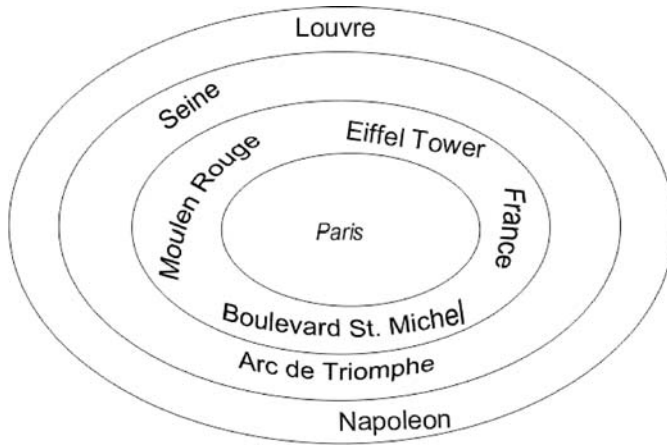 Louvre
Seine
Eiffel Tower
Moulen Rouge
France
Paris
Boulevard St. Michel
Arc de Triomphe
Napoleon